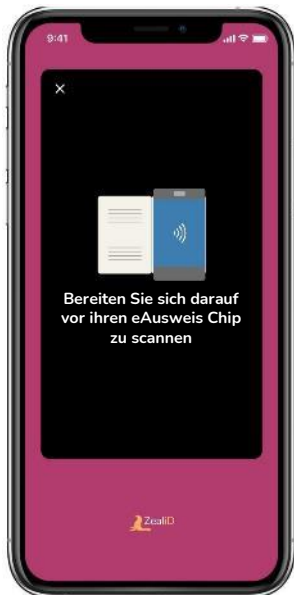 9:41
Bereiten Sie sich darauf
vor ihren eAusweis Chip
zu scannen
ZealiD